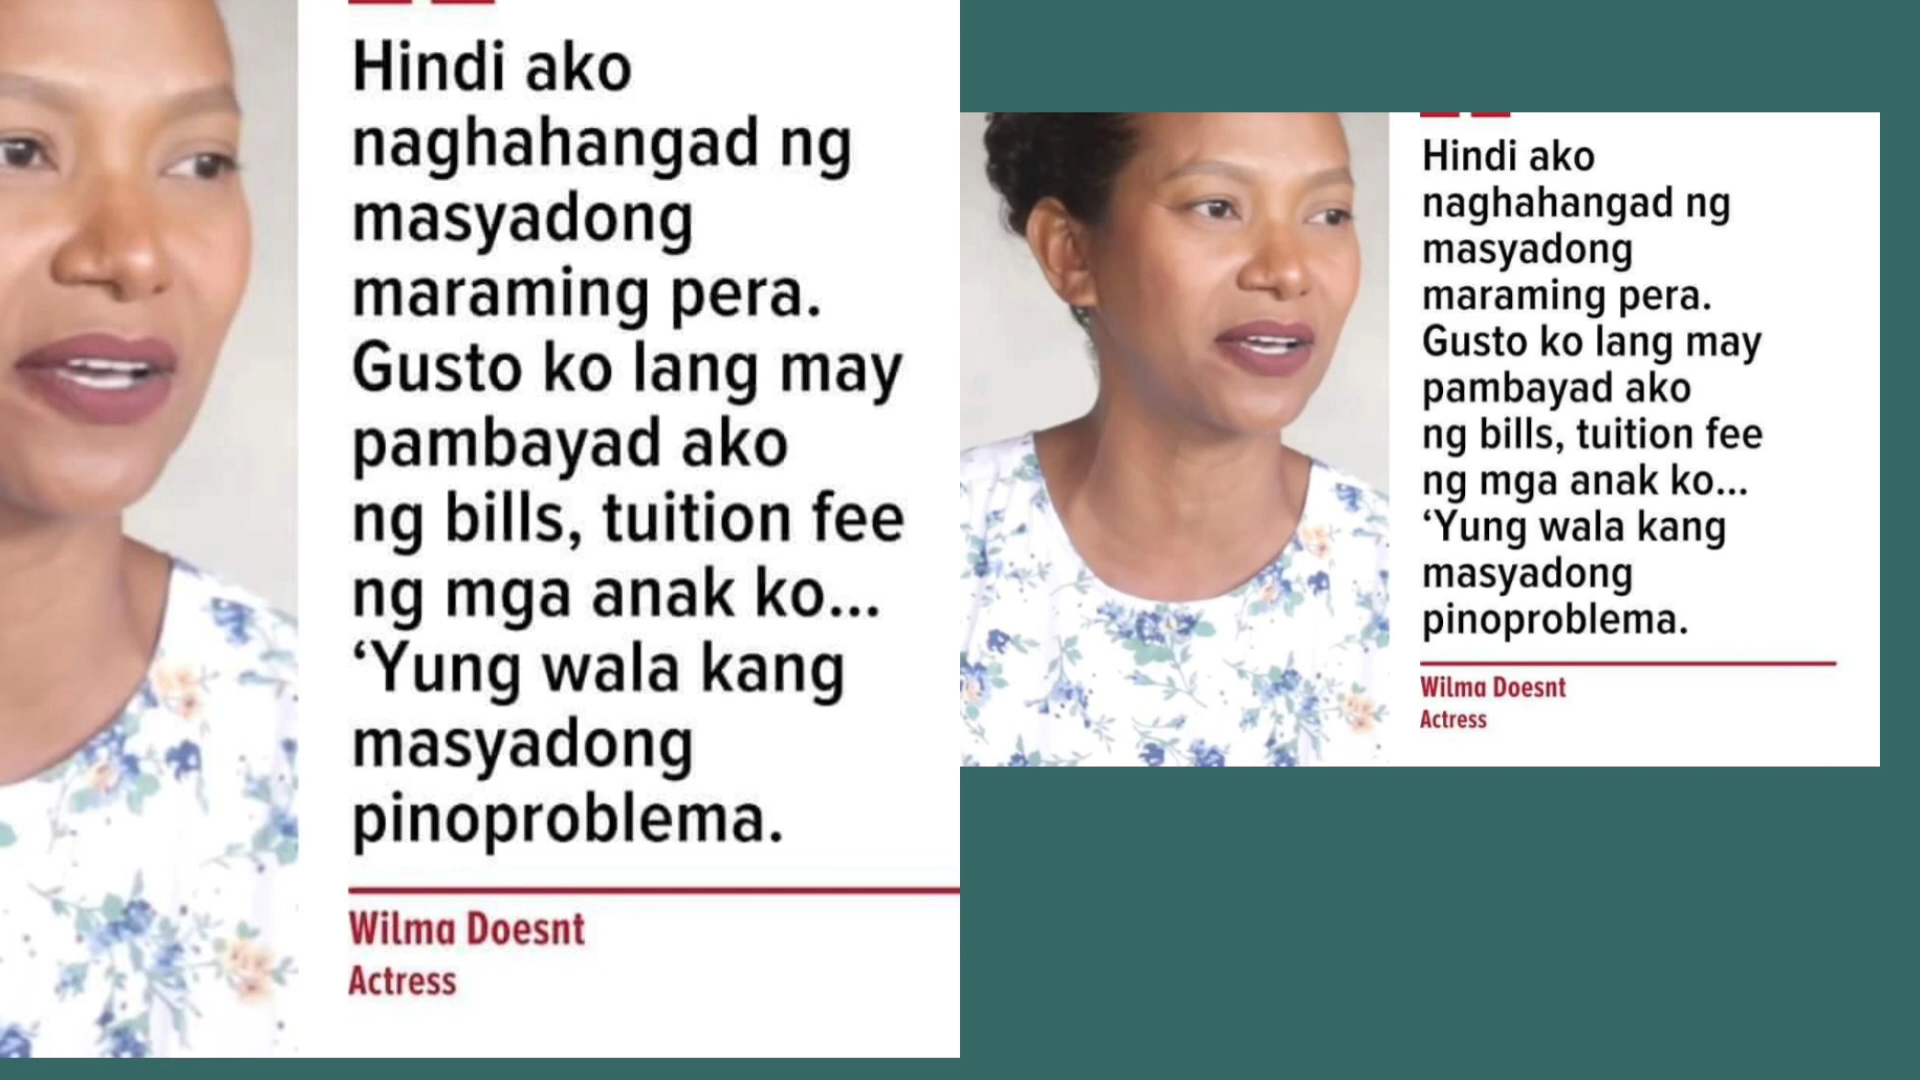 Hindi ako
naghahangad ng
masyadong
maraming pera.
Gusto ko lang may
pambayad ako
ng bills, tuition fee
ng mga anak ko...
‘Yung wala kang
masyadong
pinoproblema.
Wilma Doesnt
Actress
Hindi ako
naghahangad ng
masyadong
maraming pera.
Gusto ko lang may
pambayad ako
ng bills, tuition fee
ng mga anak ko...
‘Yung wala kang
masyadong
pinoproblema.
Wilma Doesnt
Actress